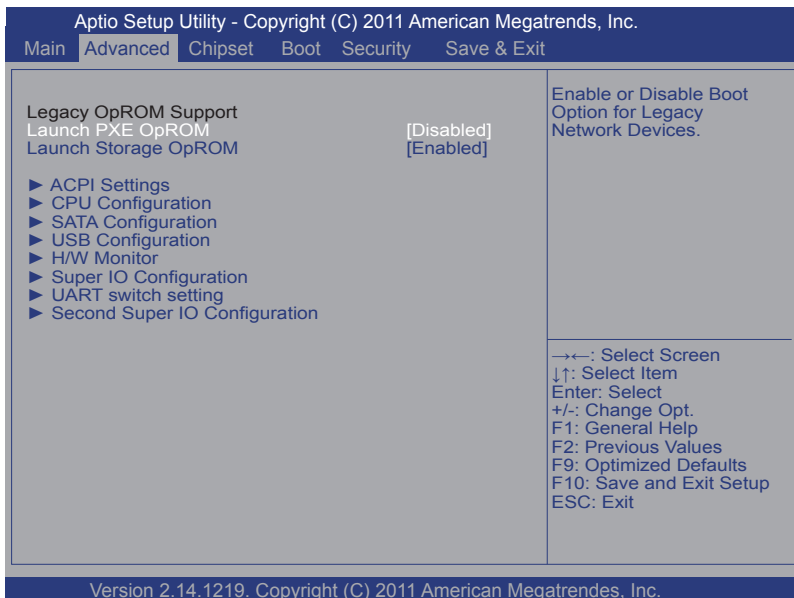 Aptio Setup Utility - Copyright (C) 2011 American Megatrends, Inc.
Main Advanced Chipset Boot Security Save & Exit
Legacy OpROM Support
Launch PXE OpROM [Disabled]
Launch Storage OpROM [Enabled]
► ACPI Settings
► CPU Configuration
► SATA Configuration
► USB Configuration
► H/W Monitor
► Super IO Configuration
► UART switch setting
► Second Super IO Configuration
Enable or Disable Boot
Option for Legacy
Network Devices.
→←: Select Screen
↓↑: Select Item
Enter: Select
+/-: Change Opt.
F1: General Help
F2: Previous Values
F9: Optimized Defaults
F10: Save and Exit Setup
ESC: Exit
Version 2.14.1219. Copyright (C) 2011 American Megatrendes, Inc.